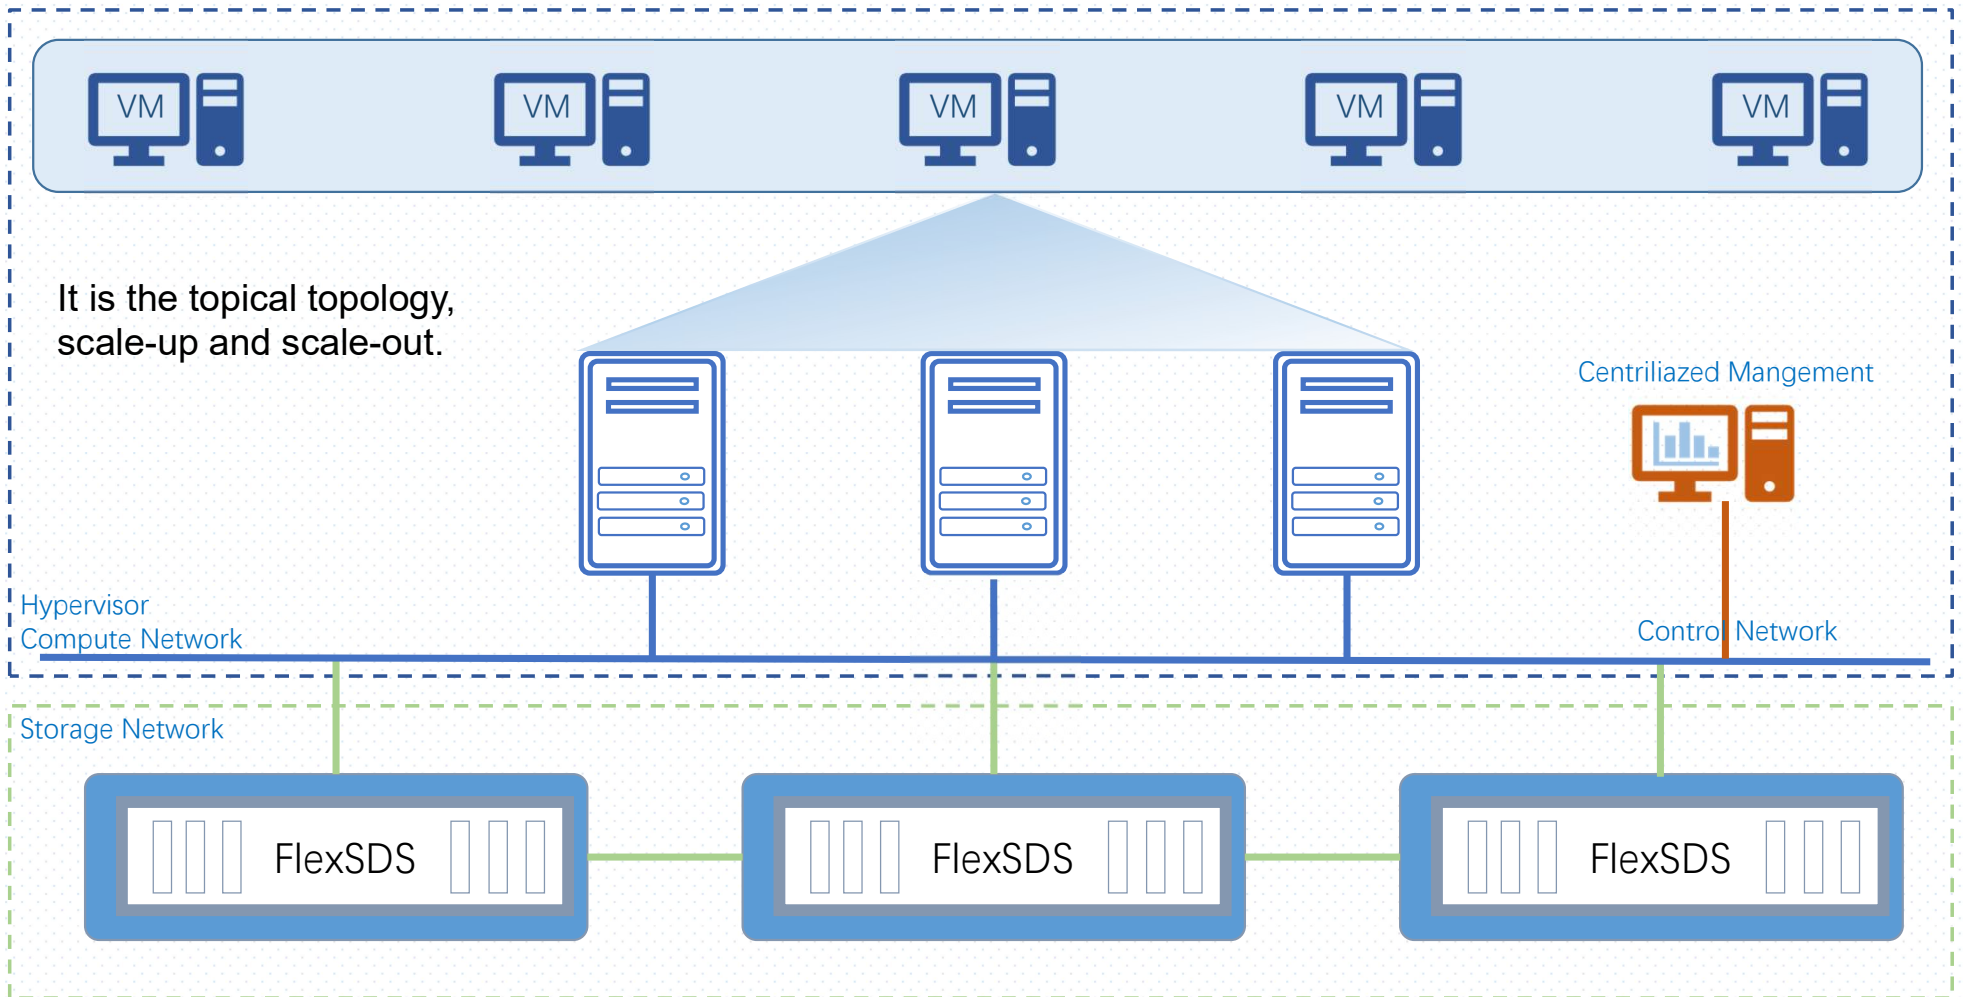 VM
VM
VM
VM
VM
It is the topical topology,
scale-up and scale-out.
Centriliazed Mangement
Hypervisor
Compute Network
Control Network
Storage Network
FlexSDS
FlexSDS
FlexSDS